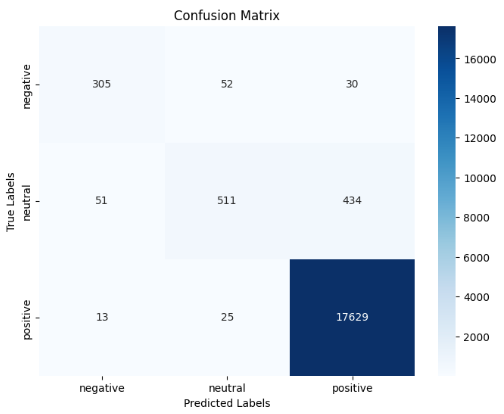 Confusion Matrix
negative
305 52 30
16000
14000
12000
True Labels
neutral
51 511 434
10000
8000
6000
positive
13 25 17629
4000
2000
negative neutral positive
Predicted Labels